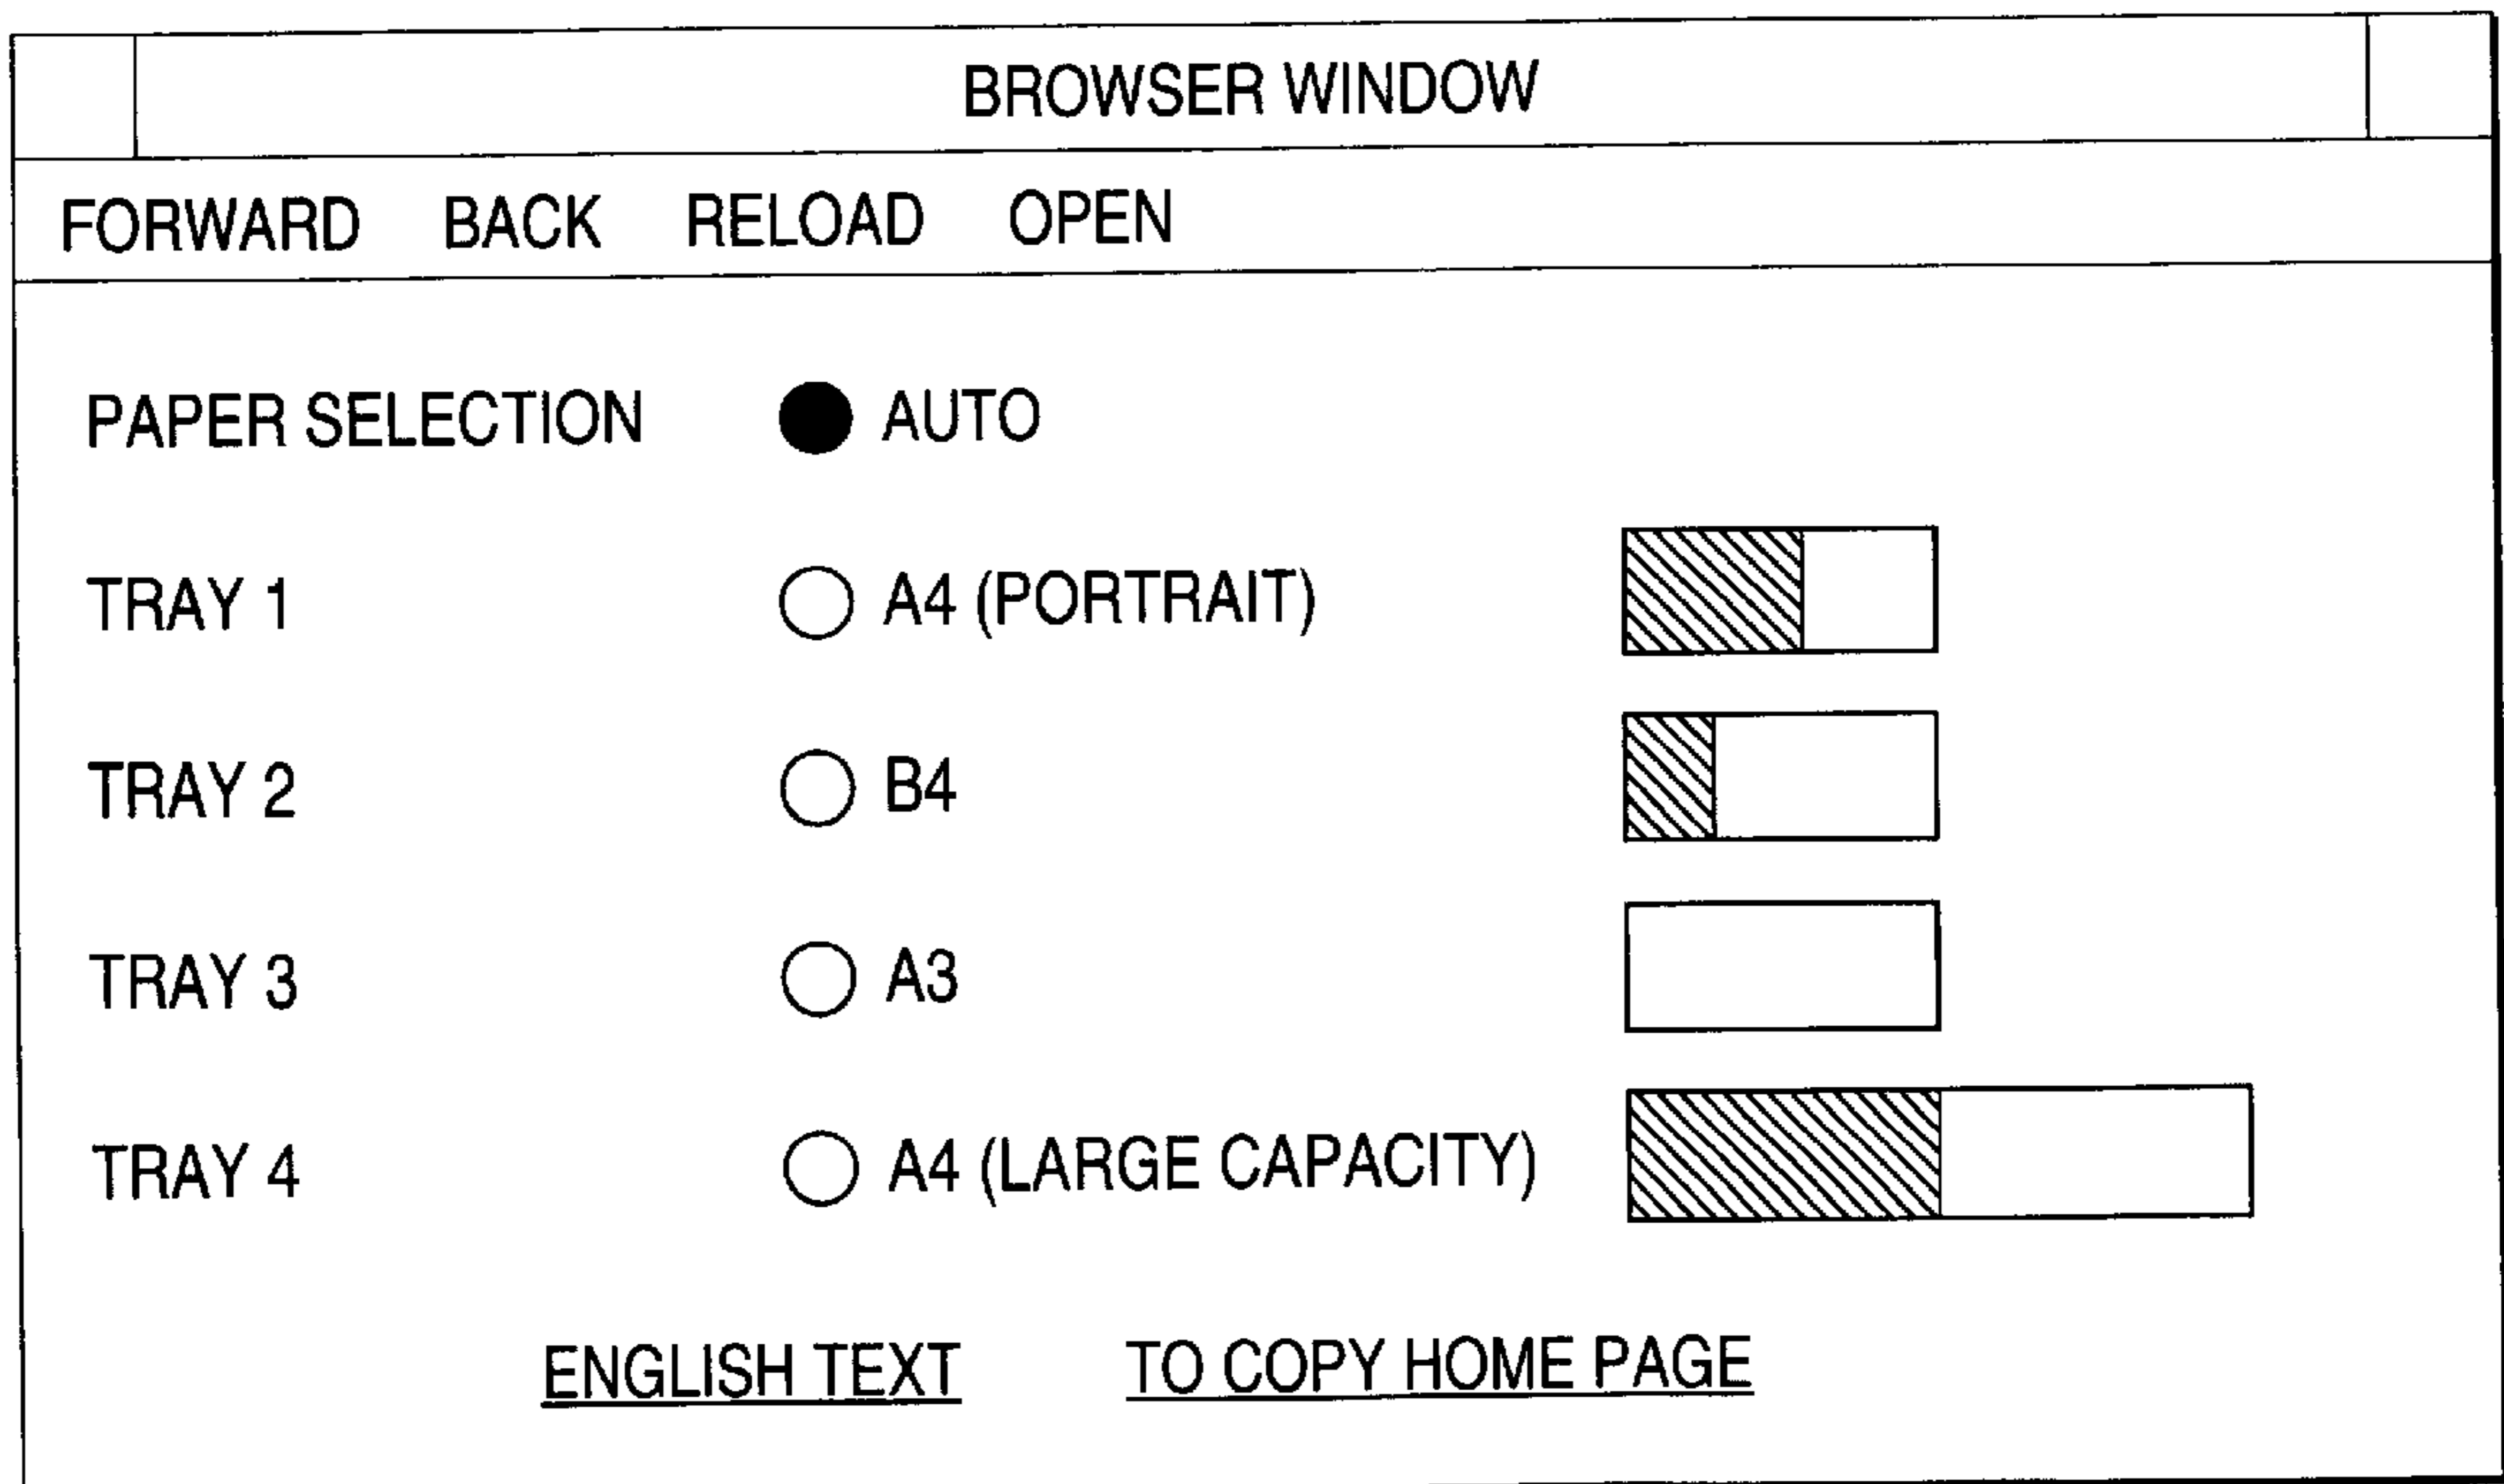 BROWSER WINDOW
FORWARD BACK RELOAD OPEN
PAPER SELECTION AUTO
TRAY 1 A4 (PORTRAIT)
TRAY 2 B4
TRAY 3 A3
TRAY 4 A4 (LARGE CAPACITY)
ENGLISH TEXT TO COPY HOME PAGE